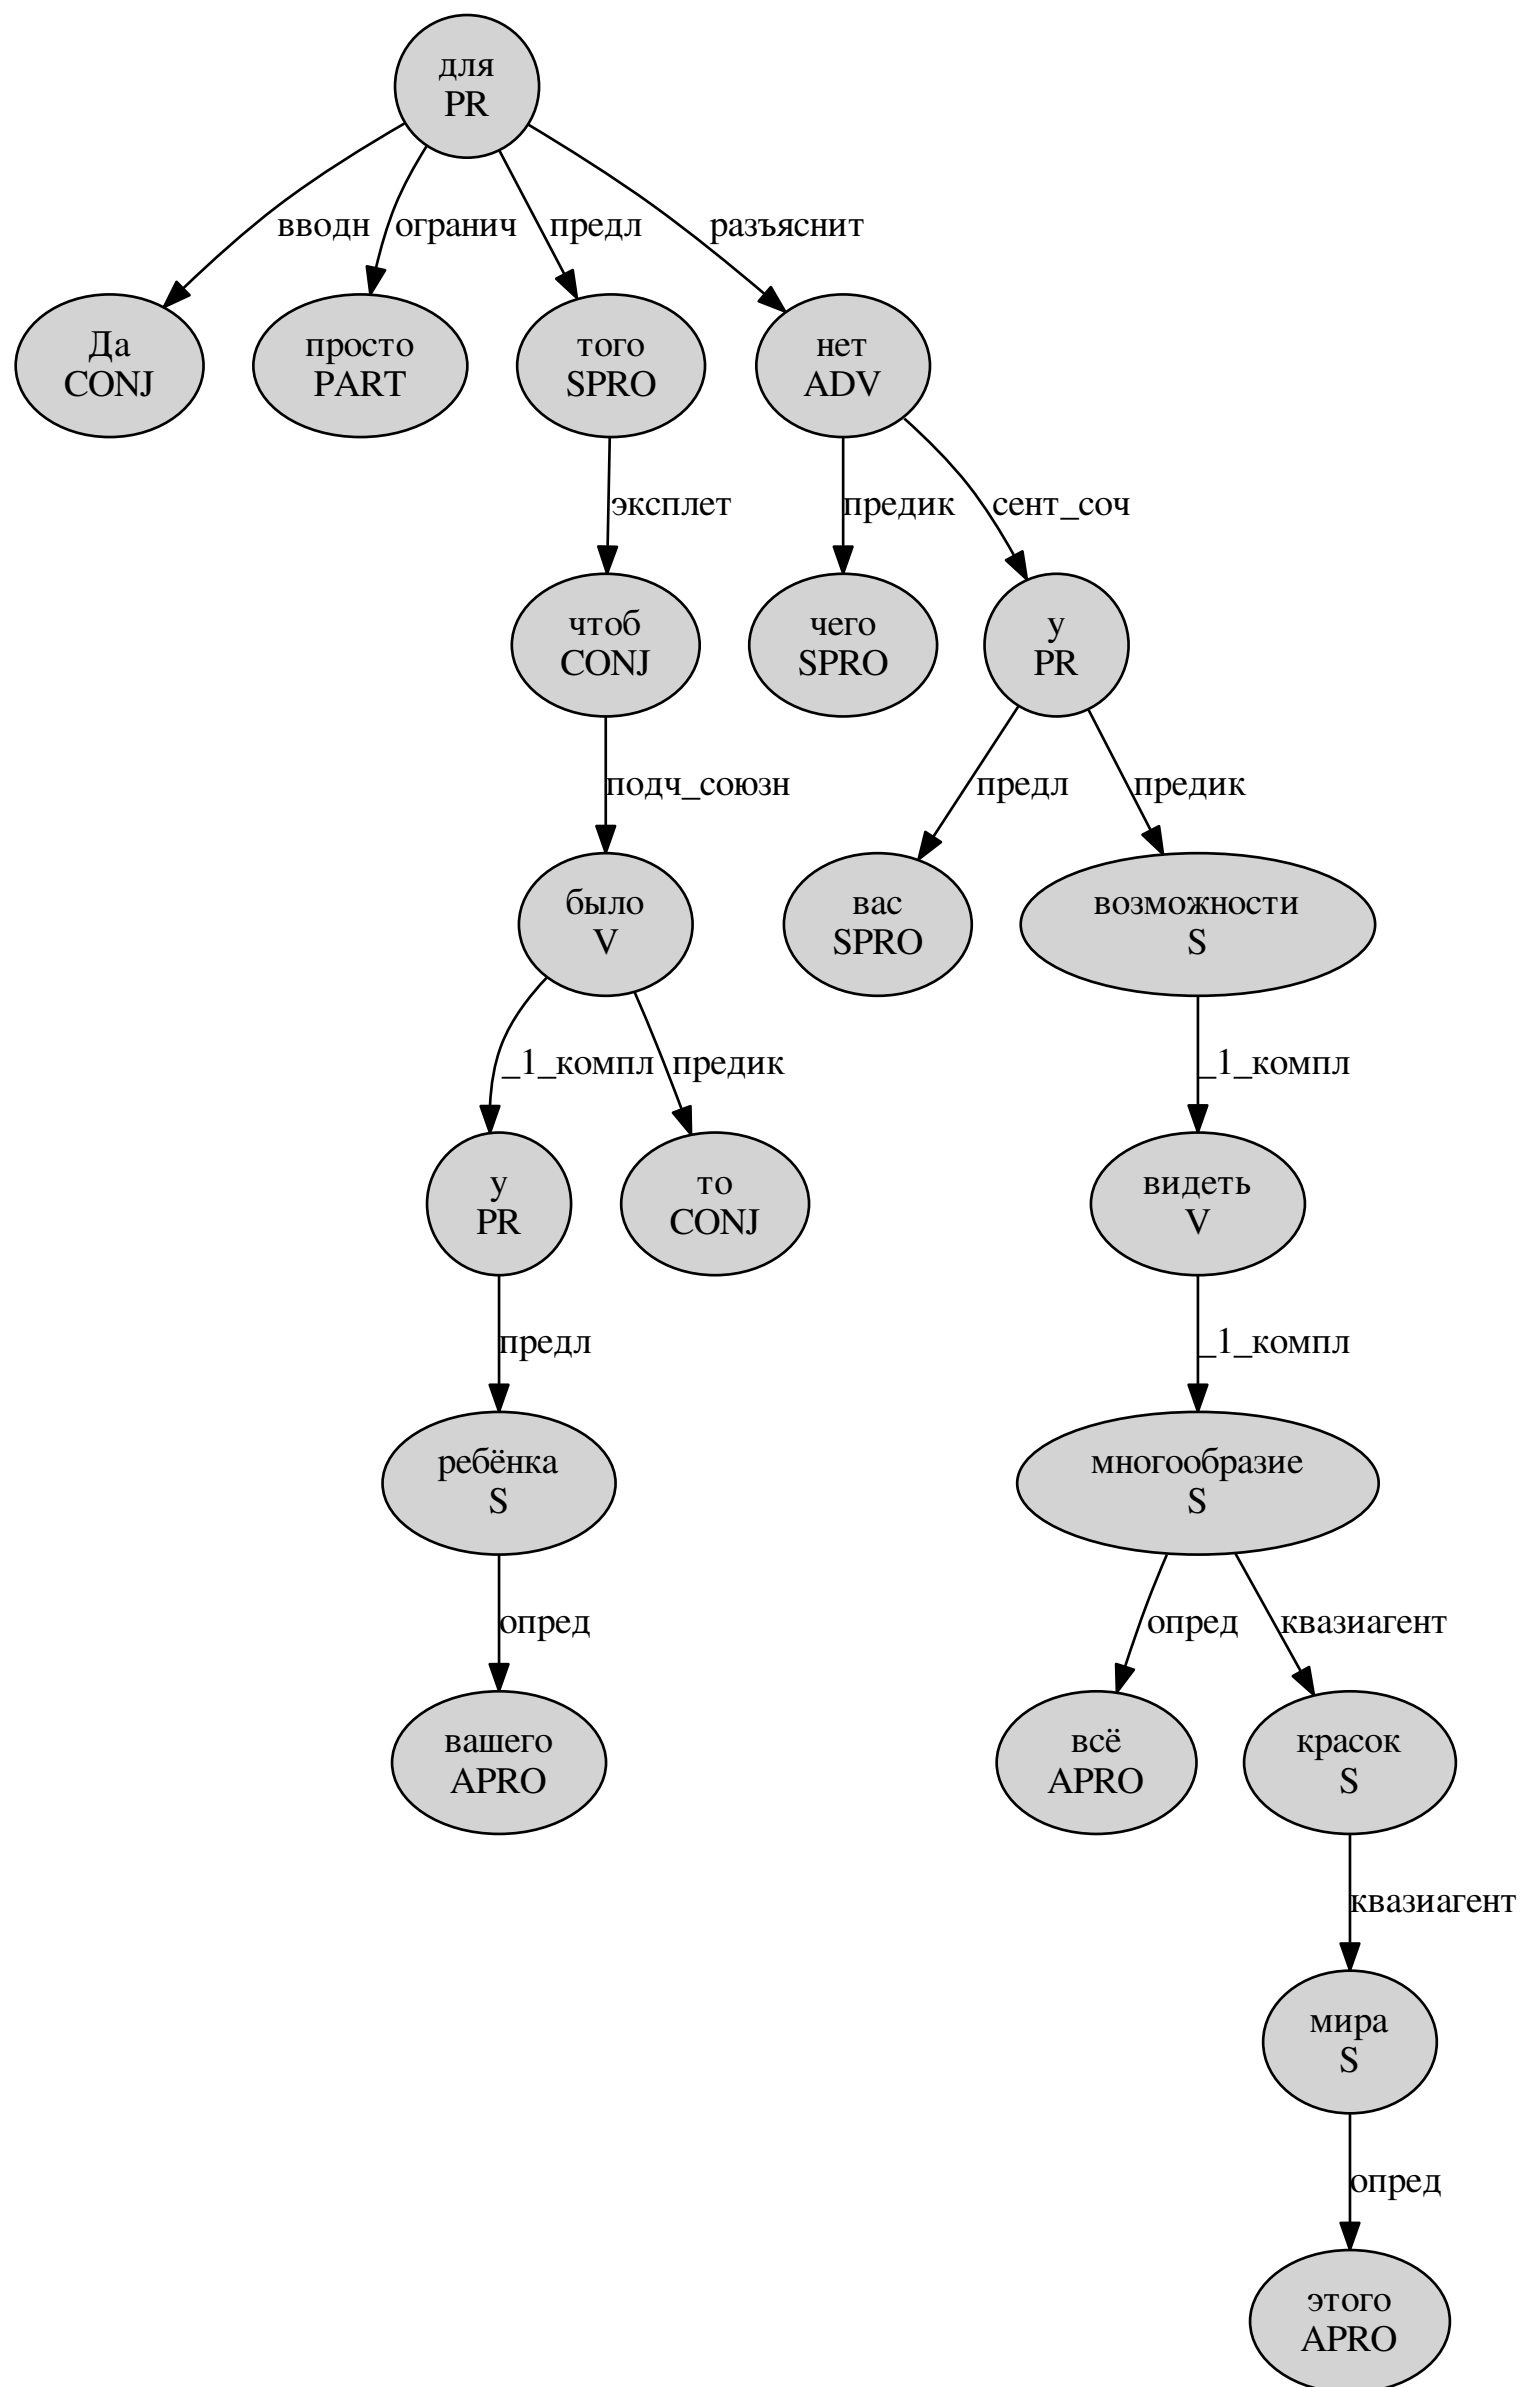 для
PR
вводн
огранич
предл
разъяснит
Да
CONJ
просто
PART
того
SPRO
нет
ADV
эксплет
предик
сент_соч
чтоб
CONJ
чего
SPRO
у
PR
подч_союзн
предл
предик
было
V
вас
SPRO
возможности
S
_1_компл
предик
_1_компл
у
PR
то
CONJ
видеть
V
предл
_1_компл
ребёнка
S
многообразие
S
опред
опред
квазиагент
вашего
APRO
всё
APRO
красок
S
квазиагент
мира
S
опред
этого
APRO